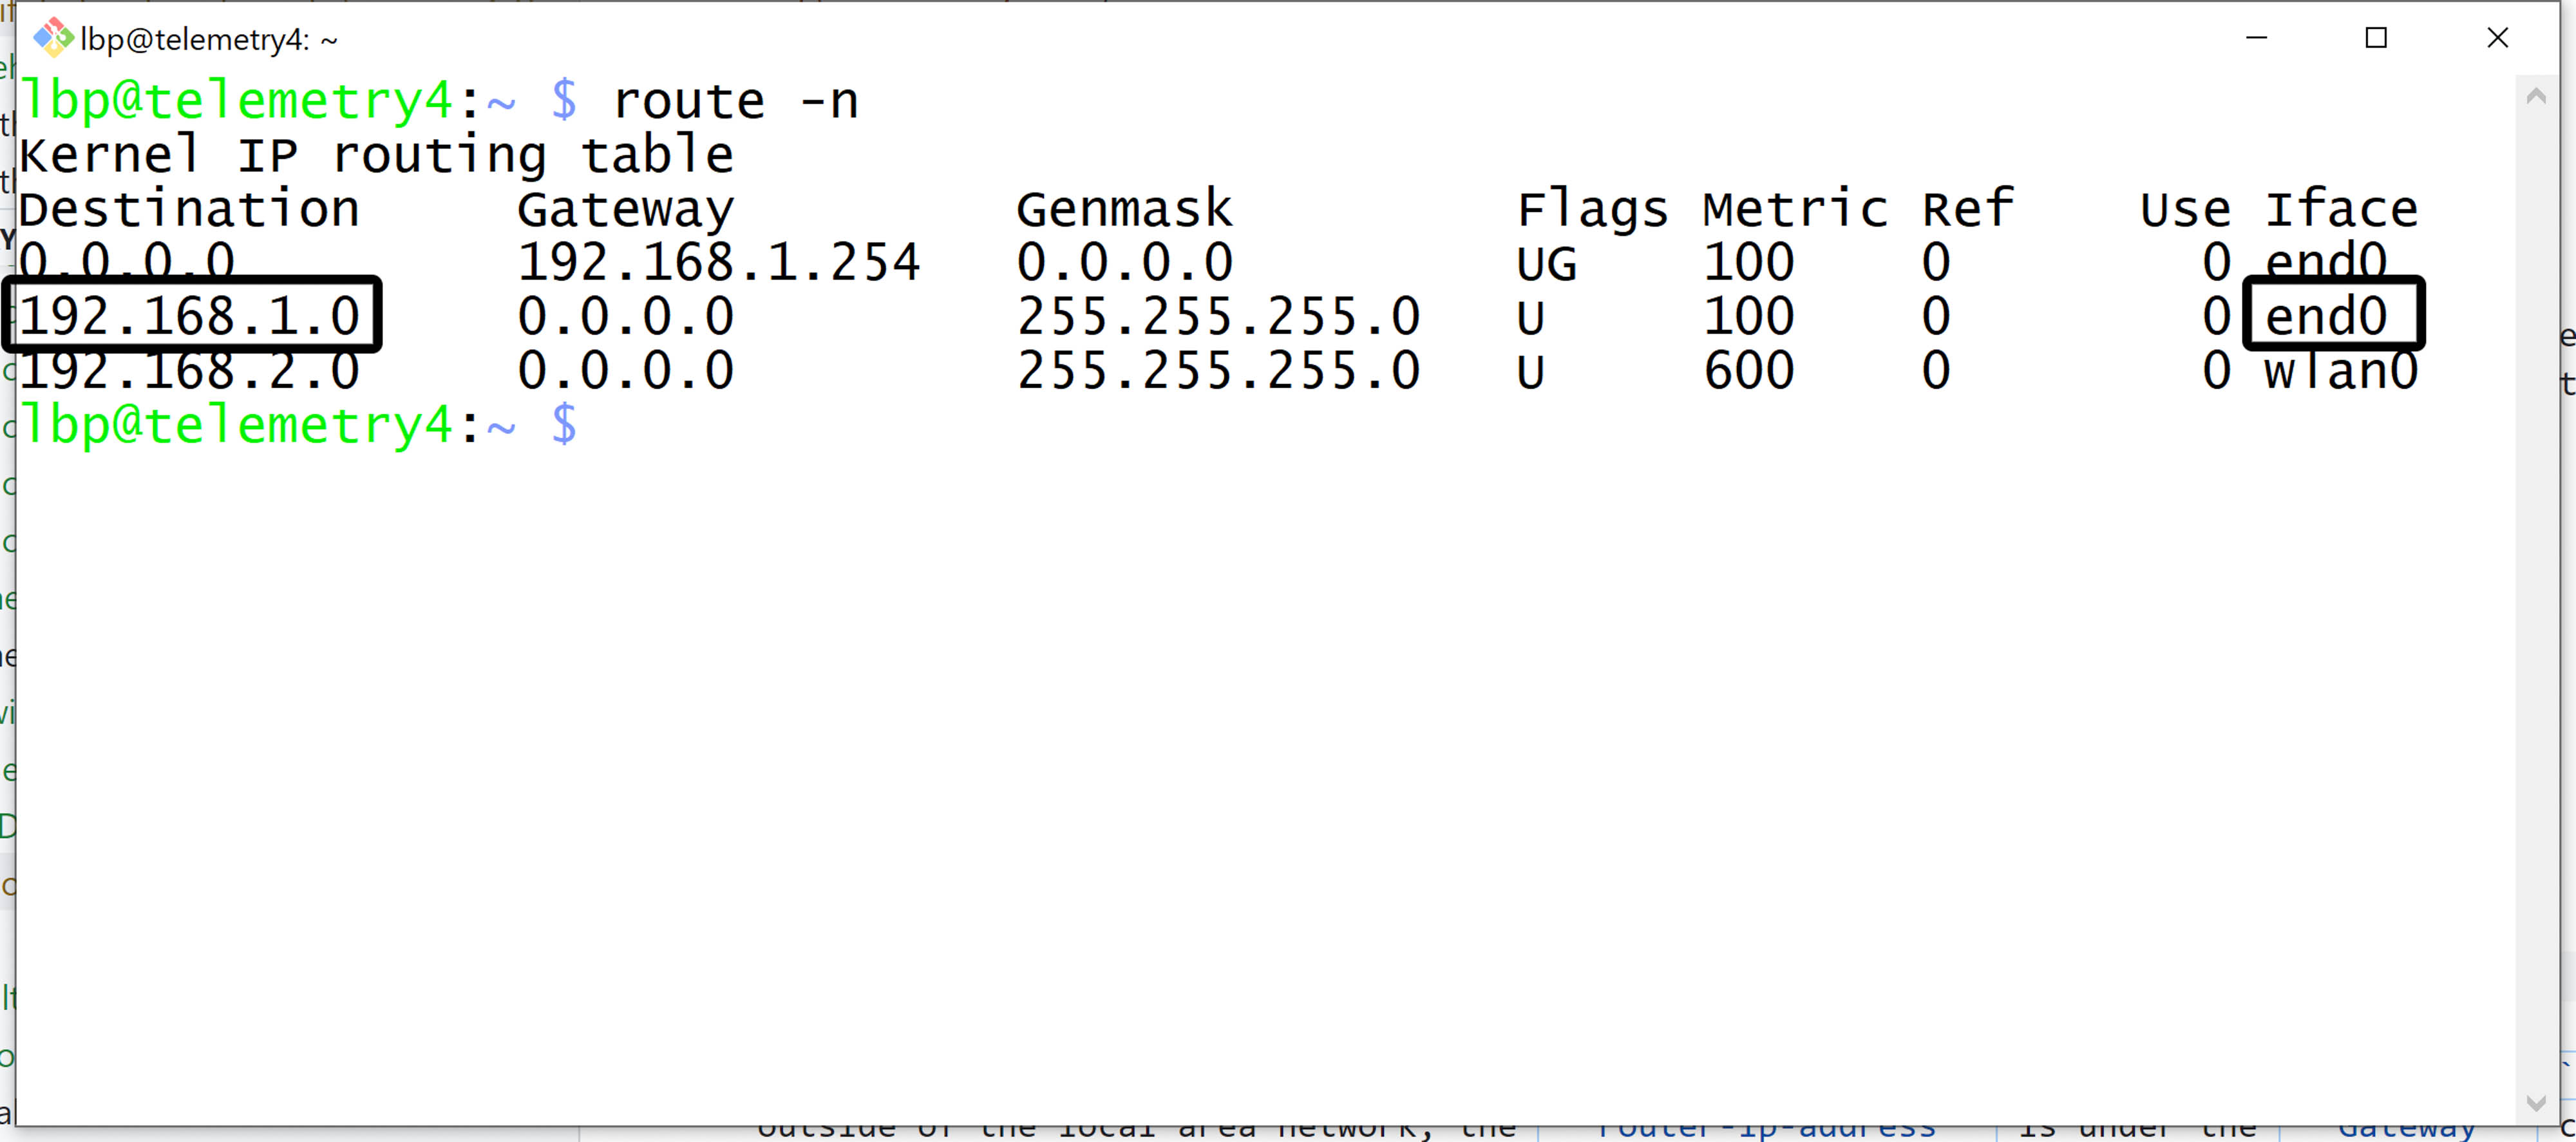 lbp@telemetry4: ~
lbp@telemetry4:~ $ route -n
Kernel IP routing table
Destination Gateway Genmask Flags Metric Ref Use Iface
0.0.0.0 192.168.1.254 0.0.0.0 UG 100 0 0 end0
192.168.1.0 0.0.0.0 255.255.255.0 U 100 0 0 end0
192.168.2.0 0.0.0.0 255.255.255.0 U 600 0 0 wlan0
lbp@telemetry4:~ $
outside of the local area network, the router-ip-address is under the Gateway